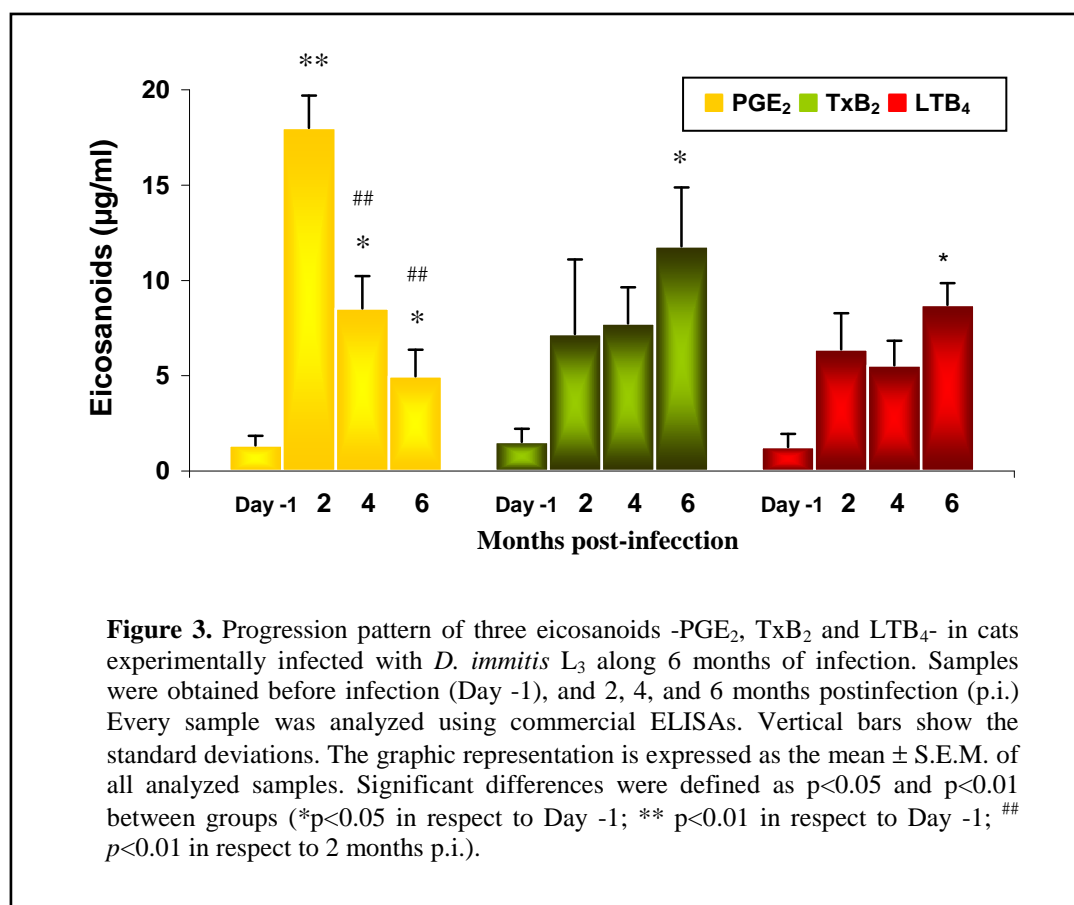 **
20
PGE₂ TxB₂ LTB₄
*
15
##
*
10
##
*
*
5
0
Eicosanoids (µg/ml)
Day -1 2 4 6 Day -1 2 4 6 Day -1 2 4 6
Months post-infecction
Figure 3. Progression pattern of three eicosanoids -PGE₂, TxB₂ and LTB₄- in cats
experimentally infected with D. immitis L₃ along 6 months of infection. Samples
were obtained before infection (Day -1), and 2, 4, and 6 months postinfection (p.i.)
Every sample was analyzed using commercial ELISAs. Vertical bars show the
standard deviations. The graphic representation is expressed as the mean ± S.E.M. of
all analyzed samples. Significant differences were defined as p<0.05 and p<0.01
between groups (*p<0.05 in respect to Day -1; ** p<0.01 in respect to Day -1; ##
p<0.01 in respect to 2 months p.i.).